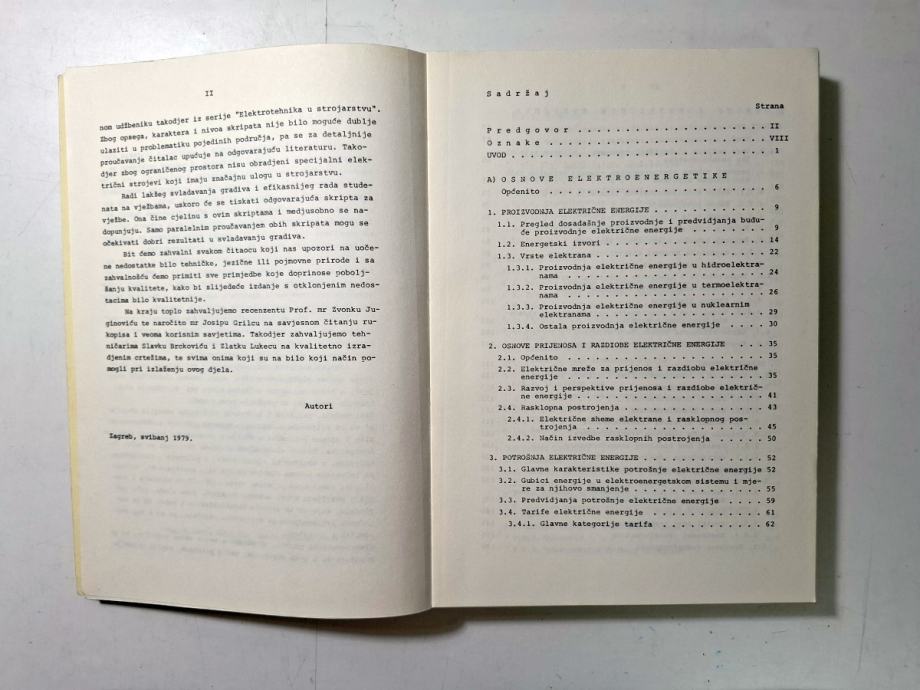 II
nom udžbeniku takodjer iz serije "Elektrotehnika u strojarstvu".
Zbog opsega, karaktera i nivoa skripata nije bilo moguće dublje
ulaziti u problematiku pojedinih područja, pa se za detaljnije
proučavanje čitalac upućuje na odgovarajuću literaturu. Tako-
djer zbog ograničenog prostora nisu obradjeni specijalni elek-
trični strojevi koji imaju značajnu ulogu u strojarstvu.
Radi lakšeg svladavanja gradiva i efikasnijeg rada stude-
nata na vježbama, uskoro će se tiskati odgovarajuća skripta za
vježbe. Ona čine cjelinu s ovim skriptama i medjusobno se na-
dopunjuju. Samo paralelnim proučavanjem obih skripata mogu se
očekivati dobri rezultati u svladavanju gradiva.
Bit ćemo zahvalni svakom čitaocu koji nas upozori na uoče-
ne nedostatke bilo tehničke, jezične ili pojmovne prirode i sa
zahvalnošću ćemo primiti sve primjedbe koje doprinose pobolj-
šanju kvalitete, kako bi slijedeće izdanje s otklonjenim nedos-
tacima bilo kvalitetnije.
Na kraju toplo zahvaljujemo recenzentu Prof. mr Zvonku Ju-
ginoviću te naročito mr Josipu Grilcu na savjesnom čitanju ru-
kopisa i veoma korisnim savjetima. Takodjer zahvaljujemo teh-
ničarima Slavku Brckoviću i Zlatku Lukecu na kvalitetno izra-
djenim crtežima, te svima onima koji su na bilo koji način po-
mogli pri izlaženju ovog djela.
Autori
Zagreb, svibanj 1979.
Sadržaj
Strana
Predgovor . . . . . . . . . . . . . . . . . . . . II
Oznake . . . . . . . . . . . . . . . . . . . . . . VIII
UVOD . . . . . . . . . . . . . . . . . . . . . . . 1
A) OSNOVE ELEKTROENERGETIKE
Općenito . . . . . . . . . . . . . . . . . . . . 6
1. PROIZVODNJA ELEKTRIČNE ENERGIJE . . . . . . . . . 9
1.1. Pregled dosadašnje proizvodnje i predvidjanja budu-
će proizvodnje električne energije . . . . . . . 9
1.2. Energetski izvori . . . . . . . . . . . . . . . 14
1.3. Vrste elektrana . . . . . . . . . . . . . . . . 22
1.3.1. Proizvodnja električne energije u hidroelektra-
nama . . . . . . . . . . . . . . . . . . . 24
1.3.2. Proizvodnja električne energije u termoelektra-
nama . . . . . . . . . . . . . . . . . . . 26
1.3.3. Proizvodnja električne energije u nuklearnim
elektranama . . . . . . . . . . . . . . . . 29
1.3.4. Ostala proizvodnja električne energije . . . . 30
2. OSNOVE PRIJENOSA I RAZDIOBE ELEKTRIČNE ENERGIJE . . 35
2.1. Općenito . . . . . . . . . . . . . . . . . . . 35
2.2. Električne mreže za prijenos i razdiobu električne
energije . . . . . . . . . . . . . . . . . . . 35
2.3. Razvoj i perspektive prijenosa i razdiobe električ-
ne energije . . . . . . . . . . . . . . . . . . 41
2.4. Rasklopna postrojenja . . . . . . . . . . . . . 43
2.4.1. Električne sheme elektrane i rasklopnog pos-
trojenja . . . . . . . . . . . . . . . . . 45
2.4.2. Način izvedbe rasklopnih postrojenja . . . . . 50
3. POTROŠNJA ELEKTRIČNE ENERGIJE . . . . . . . . . . 52
3.1. Glavne karakteristike potrošnje električne energije 52
3.2. Gubici energije u elektroenergetskom sistemu i mje-
re za njihovo smanjenje . . . . . . . . . . . . 55
3.3. Predvidjanja potrošnje električne energije . . . . 59
3.4. Tarife električne energije . . . . . . . . . . . 61
3.4.1. Glavne kategorije tarifa . . . . . . . . . . 62